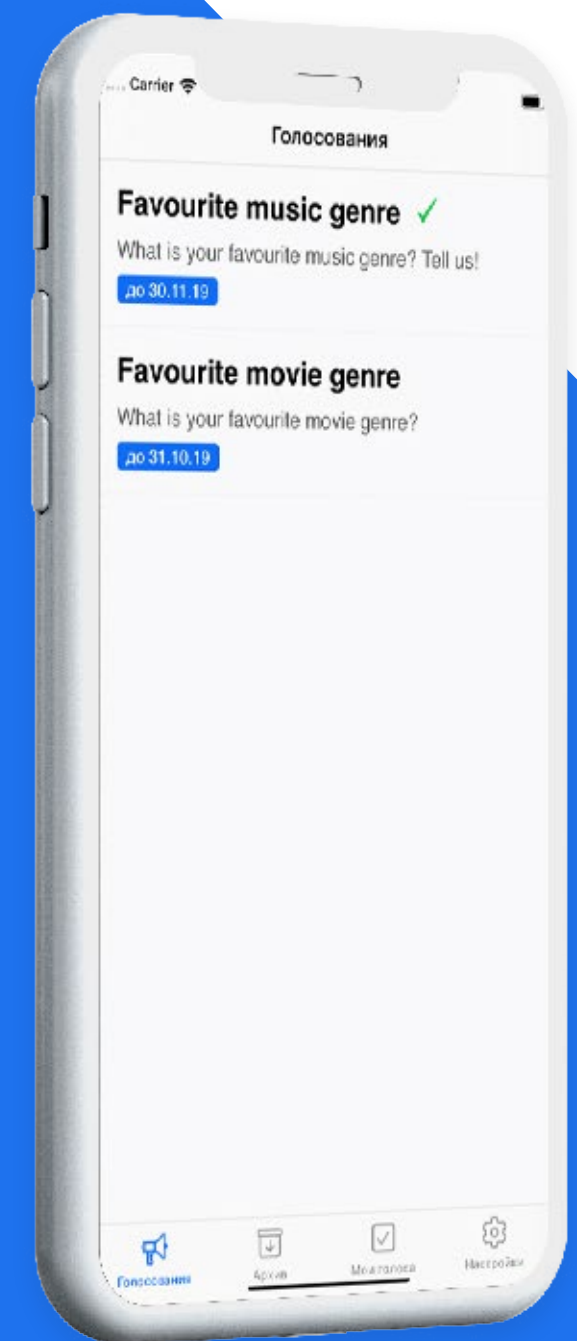 Carrier
Голосования
Favourite music genre ✓
What is your favourite music genre? Tell us!
до 30.11.19
Favourite movie genre
What is your favourite movie genre?
до 31.10.19
Голосования
Архив
Мои голоса
Настройки